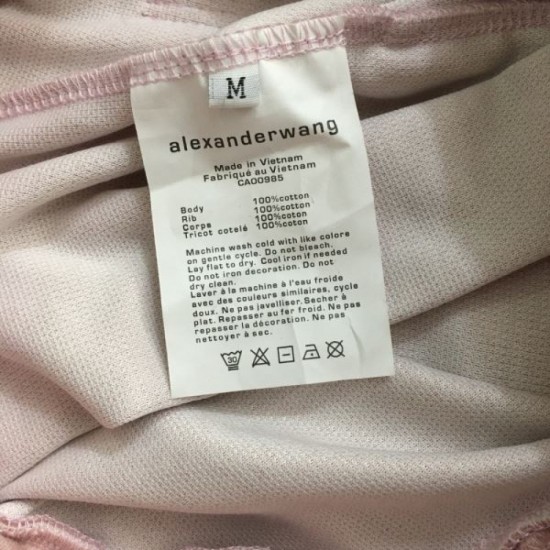 M
alexanderwang
Made in Vietnam
Fabriqué au Vietnam
CA00985
Body 100%cotton
Rib 100%cotton
Corps 100%coton
Tricot cotelé 100%coton
Machine wash cold with like colore
on gentle cycle. Do not bleach.
Lay flat to dry. Cool iron if needed
Do not iron decoration. Do not
dry clean.
Laver à la machine à l'eau froide
avec des couleurs similaires, cycle
doux. Ne pas javelliser. Secher à
plat. Repasser au fer froid. Ne pas
repasser la décoration. Ne pas
nettoyer à sec.
30